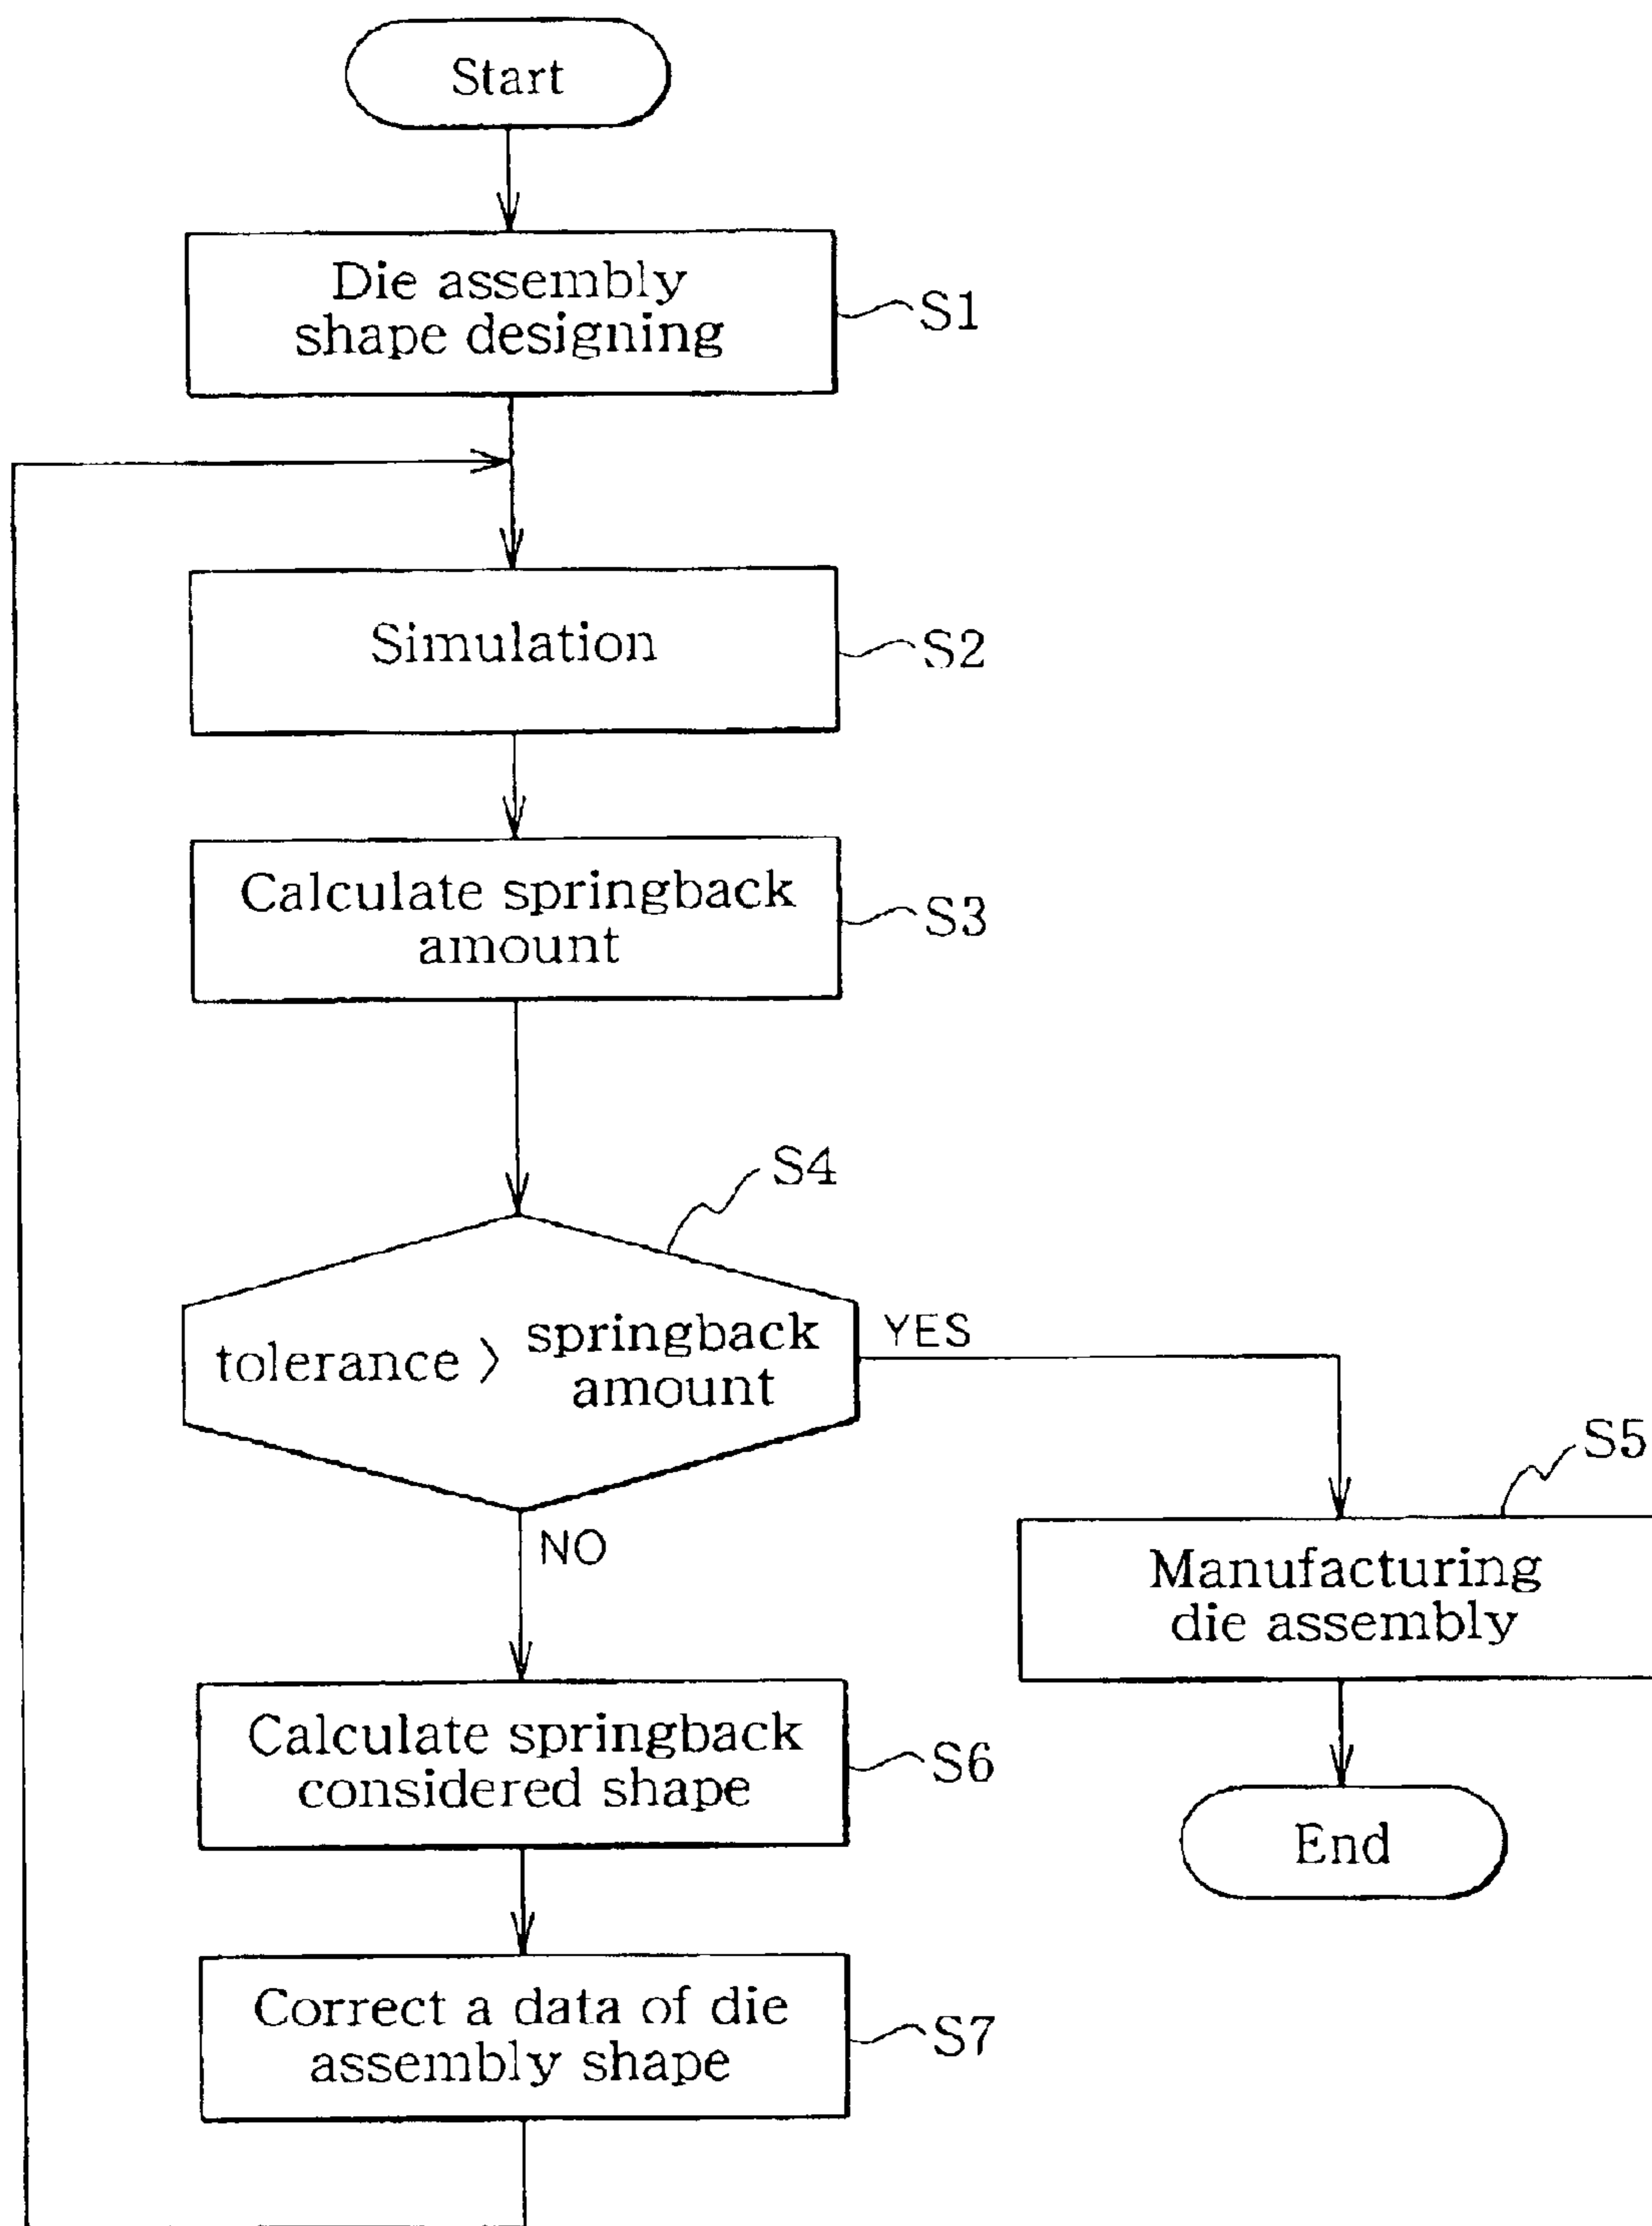 Start
Die assembly
shape designing
S1
Simulation
S2
Calculate springback
amount
S3
S4
tolerance > springback
amount
YES
S5
Manufacturing
die assembly
NO
Calculate springback
considered shape
S6
End
Correct a data of die
assembly shape
S7